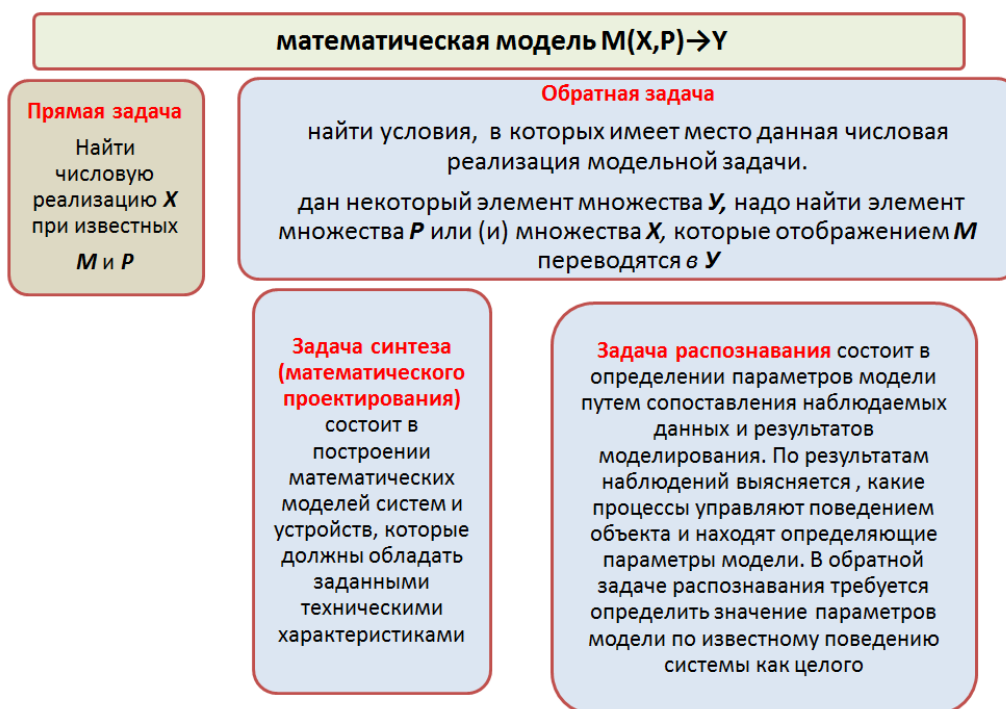 математическая модель M(X,P)→Y
Прямая задача
Найти
числовую
реализацию X
при известных
M и P
Обратная задача
найти условия, в которых имеет место данная числовая
реализация модельной задачи.
дан некоторый элемент множества У, надо найти элемент
множества P или (и) множества X, которые отображением M
переводятся в У
Задача синтеза
(математического
проектирования)
состоит в
построении
математических
моделей систем и
устройств, которые
должны обладать
заданными
техническими
характеристиками
Задача распознавания состоит в
определении параметров модели
путем сопоставления наблюдаемых
данных и результатов
моделирования. По результатам
наблюдений выясняется , какие
процессы управляют поведением
объекта и находят определяющие
параметры модели. В обратной
задаче распознавания требуется
определить значение параметров
модели по известному поведению
системы как целого